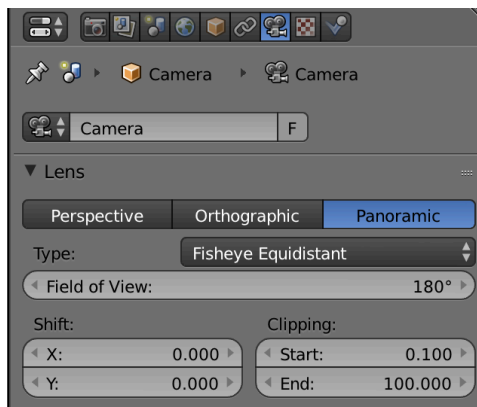 Camera Camera
Camera F
Lens
Perspective Orthographic Panoramic
Type: Fisheye Equidistant
Field of View: 180°
Shift: Clipping:
X: 0.000 Start: 0.100
Y: 0.000 End: 100.000